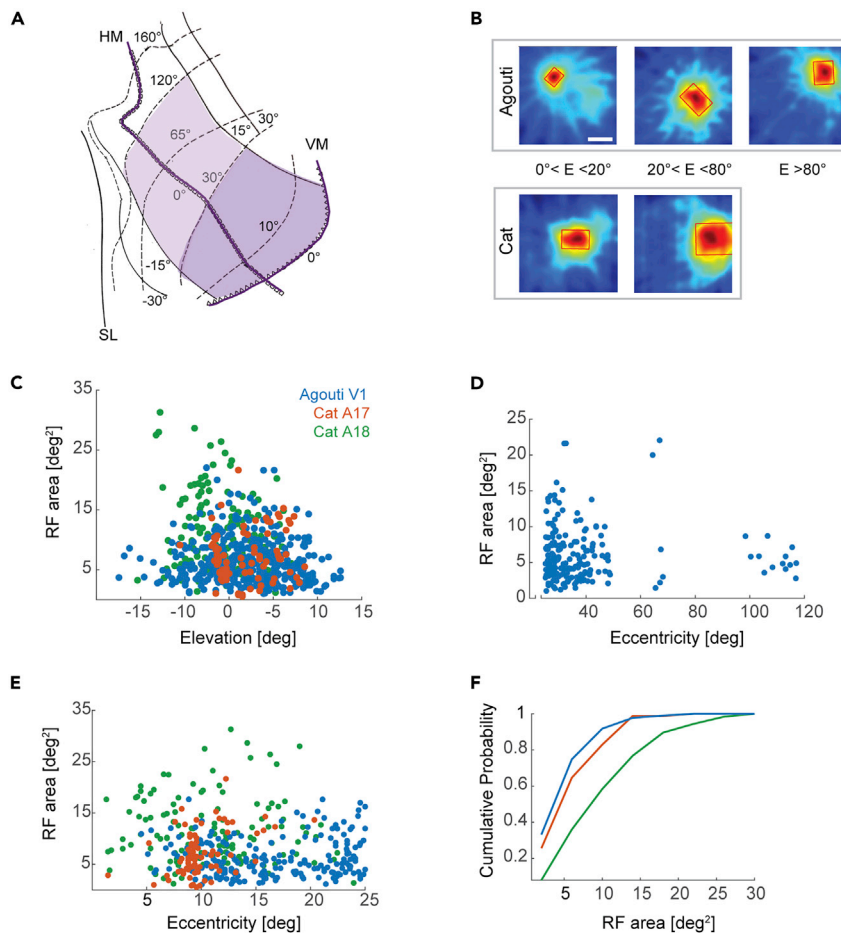 A
HM
160°
120°
65°
30°
15°
30°
VM
0°
10°
-15°
0°
-30°
SL
B
Agouti
0°< E <20°
20°< E <80°
E >80°
Cat
C
35
25
15
5
RF area [deg²]
Agouti V1
Cat A17
Cat A18
-15
-10
0
-5
10
15
Elevation [deg]
D
25
20
15
10
5
0
RF area [deg²]
40
60
80
100
120
Eccentricity [deg]
E
35
25
15
5
RF area [deg²]
5
10
15
20
25
Eccentricity [deg]
F
1
0.8
0.6
0.4
0.2
Cumulative Probability
5
10
15
20
30
RF area [deg²]